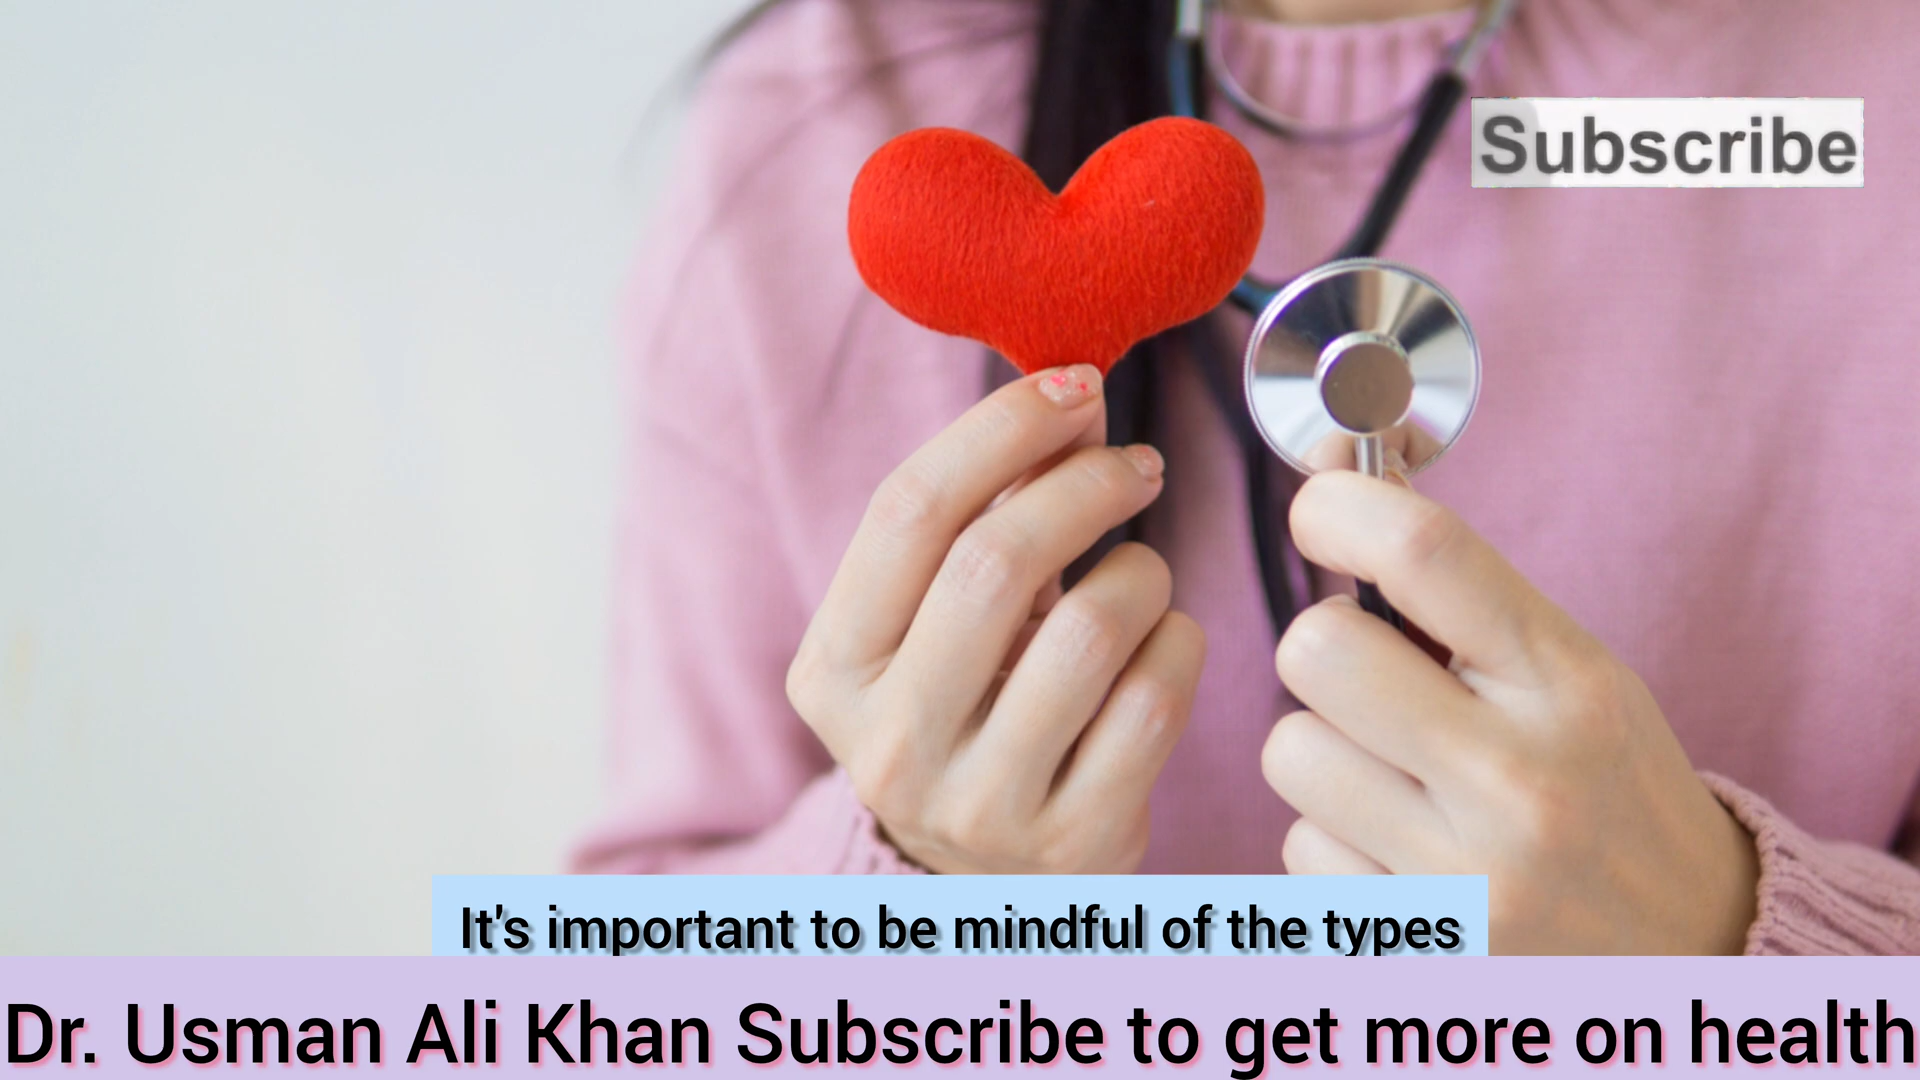 Subscribe
It's important to be mindful of the types
Dr. Usman Ali Khan Subscribe to get more on health